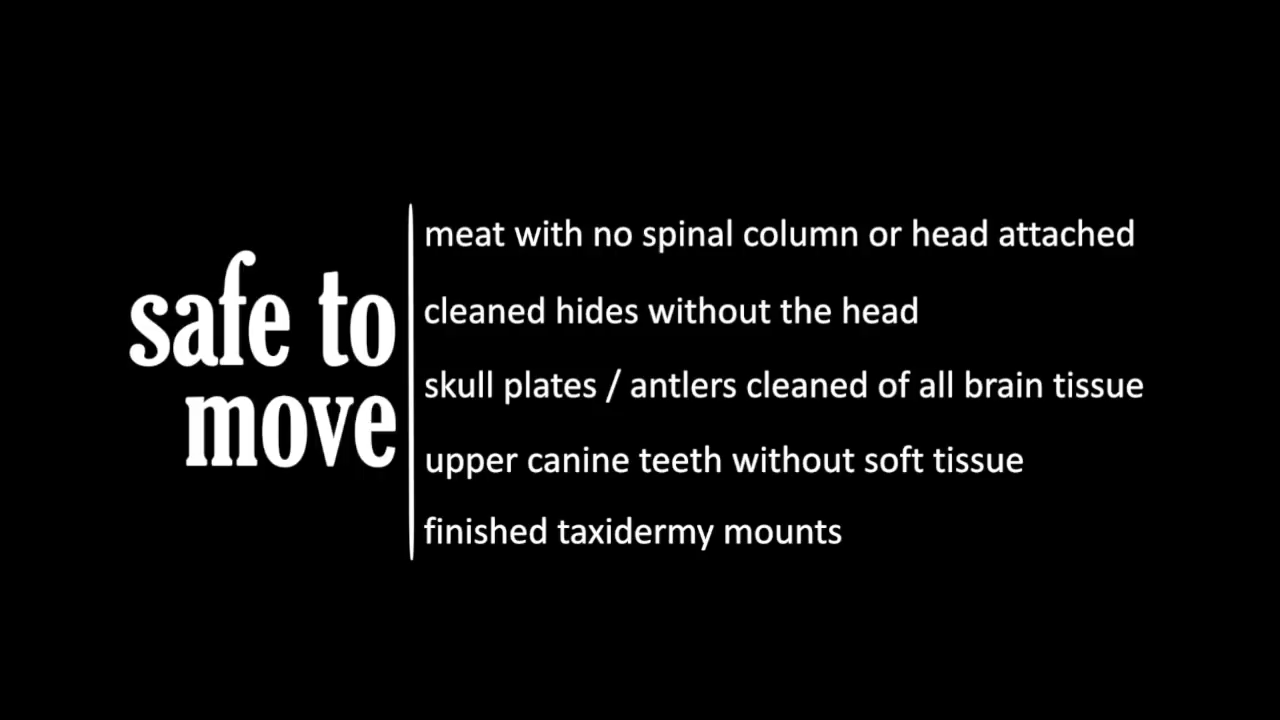 safe to
move
meat with no spinal column or head attached
cleaned hides without the head
skull plates / antlers cleaned of all brain tissue
upper canine teeth without soft tissue
finished taxidermy mounts